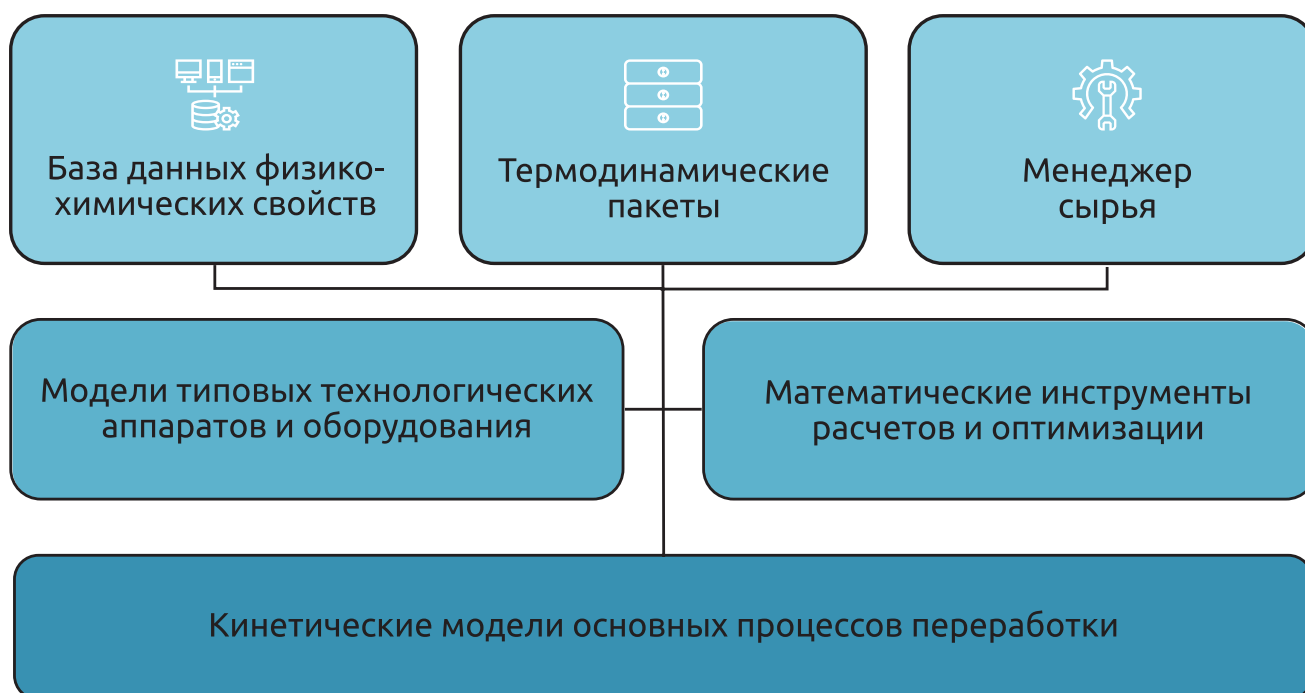 База данных физико-
химических свойств
Термодинамические
пакеты
Менеджер
сырья
Модели типовых технологических
аппаратов и оборудования
Математические инструменты
расчетов и оптимизации
Кинетические модели основных процессов переработки